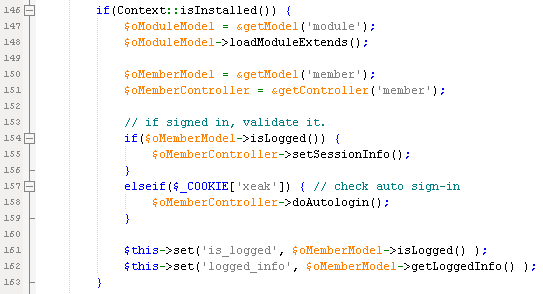 146 if(Context::isInstalled()) {
147 $oModuleModel = &getModel('module');
148 $oModuleModel->loadModuleExtends();
149
150 $oMemberModel = &getModel('member');
151 $oMemberController = &getController('member');
152
153 // if signed in, validate it.
154 if($oMemberModel->isLogged()) {
155 $oMemberController->setSessionInfo();
156 }
157 elseif($_COOKIE['xeak']) { // check auto sign-in
158 $oMemberController->doAutologin();
159 }
160
161 $this->set('is_logged', $oMemberModel->isLogged() );
162 $this->set('logged_info', $oMemberModel->getLoggedInfo() );
163 }